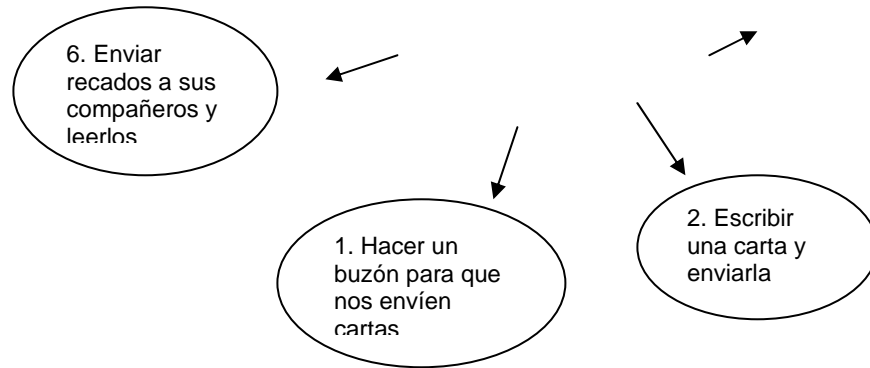 6. Enviar
recados a sus
compañeros y
leerlos
1. Hacer un
buzón para que
nos envíen
cartas
2. Escribir
una carta y
enviarla